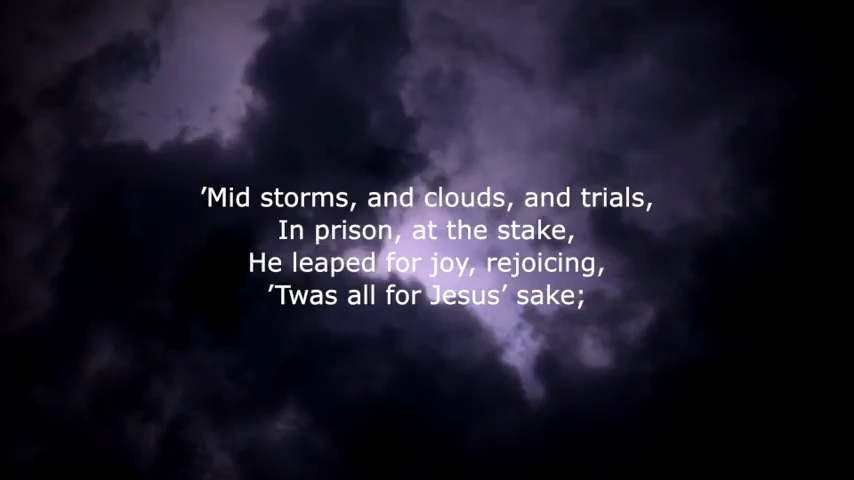 ’Mid storms, and clouds, and trials,
In prison, at the stake,
He leaped for joy, rejoicing,
’Twas all for Jesus’ sake;